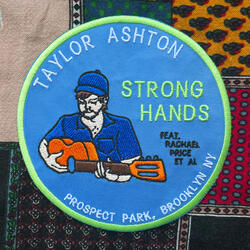 TAYLOR ASHTON
STRONG
HANDS
FEAT.
RACHAEL
PRICE
ET AL
PROSPECT PARK, BROOKLYN NY